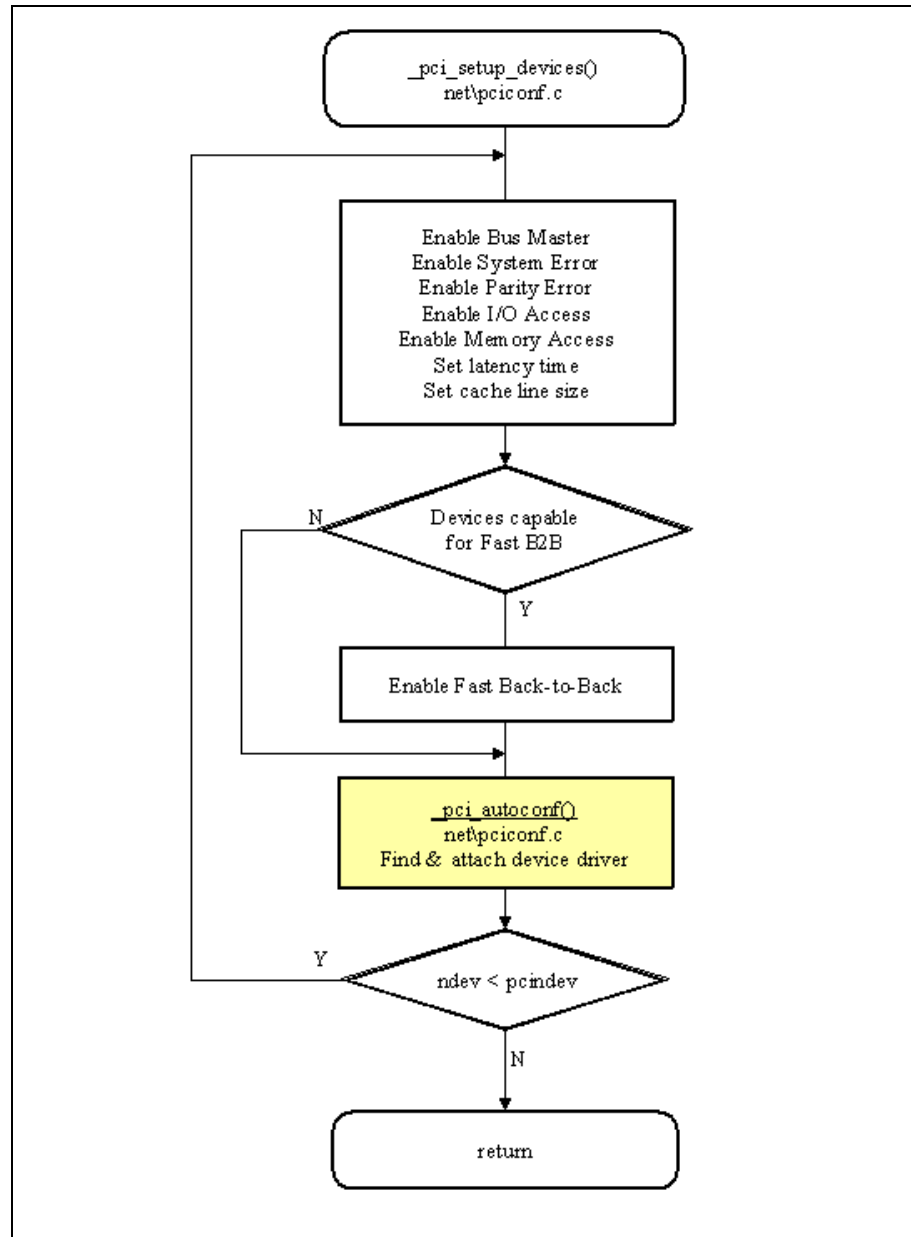 _pci_setup_devices()
net\pciconf.c
Enable Bus Master
Enable System Error
Enable Parity Error
Enable I/O Access
Enable Memory Access
Set latency time
Set cache line size
N
Devices capable
for Fast B2B
Y
Enable Fast Back-to-Back
_pci_autoconf()
net\pciconf.c
Find & attach device driver
Y
ndev < pcindev
N
return